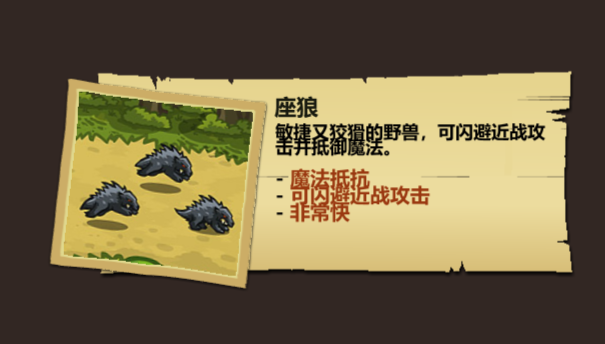 座狼
敏捷又狡猾的野兽，可闪避近战攻
击并抵御魔法。
- 魔法抵抗
- 可闪避近战攻击
- 非常快